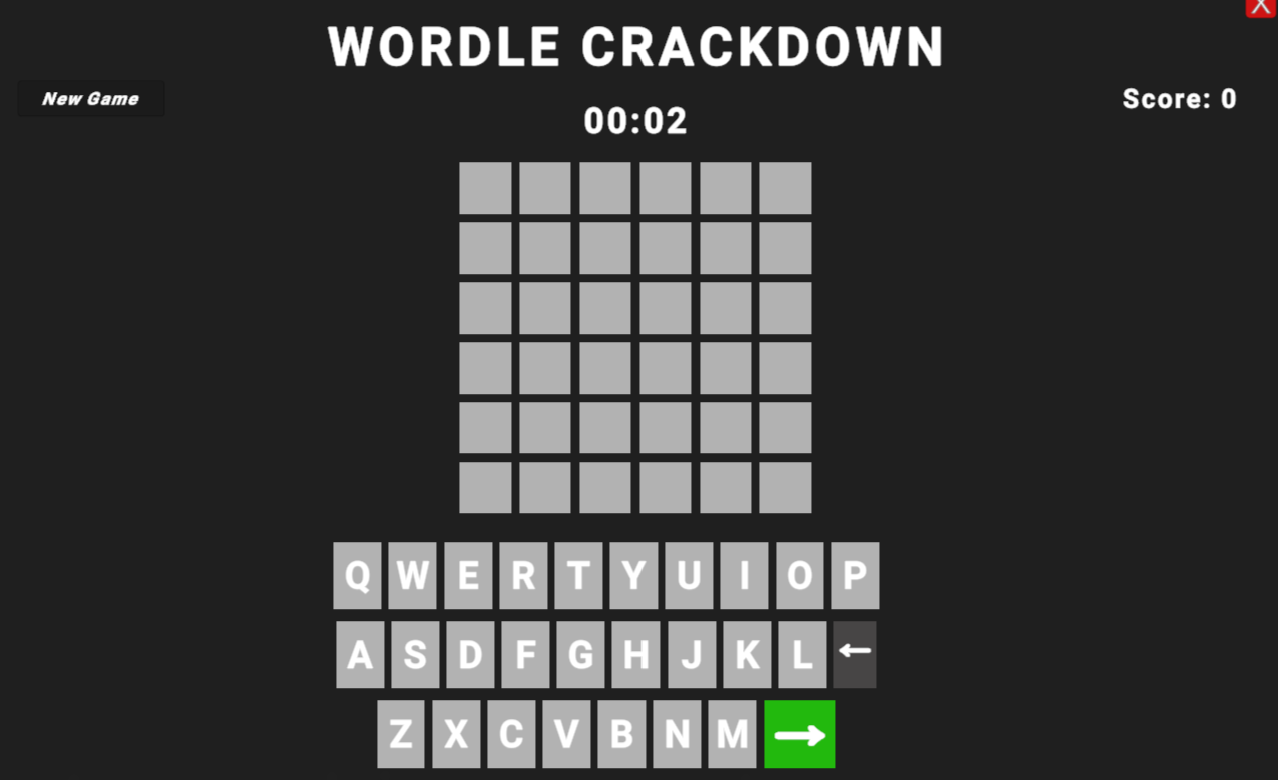 X
WORDLE CRACKDOWN
New Game
Score: 0
00:02
Q W E R T Y U I O P
A S D F G H J K L ←
Z X C V B N M →